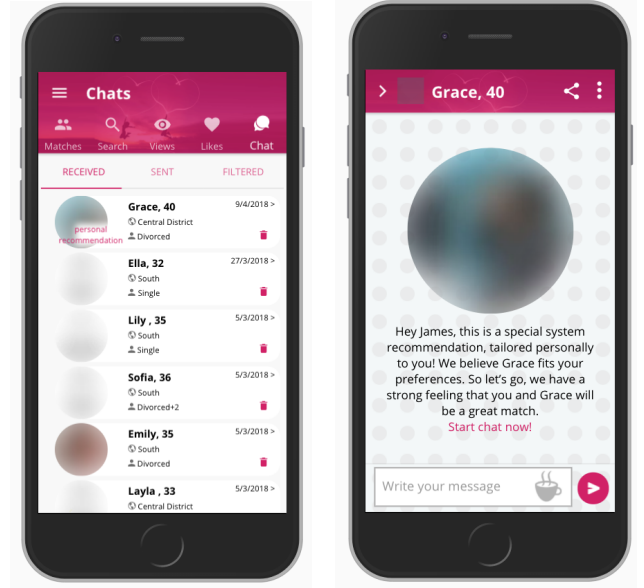 Chats
Matches Search Views Likes Chat
RECEIVED SENT FILTERED
personal
recommendation
Grace, 40 9/4/2018 >
Central District
Divorced
Ella, 32 27/3/2018 >
South
Single
Lily , 35 5/3/2018 >
South
Single
Sofia, 36 5/3/2018 >
South
Divorced+2
Emily, 35 5/3/2018 >
South
Divorced
Layla , 33 5/3/2018 >
Central District
Grace, 40
Hey James, this is a special system
recommendation, tailored personally
to you! We believe Grace fits your
preferences. So let's go, we have a
strong feeling that you and Grace will
be a great match.
Start chat now!
Write your message